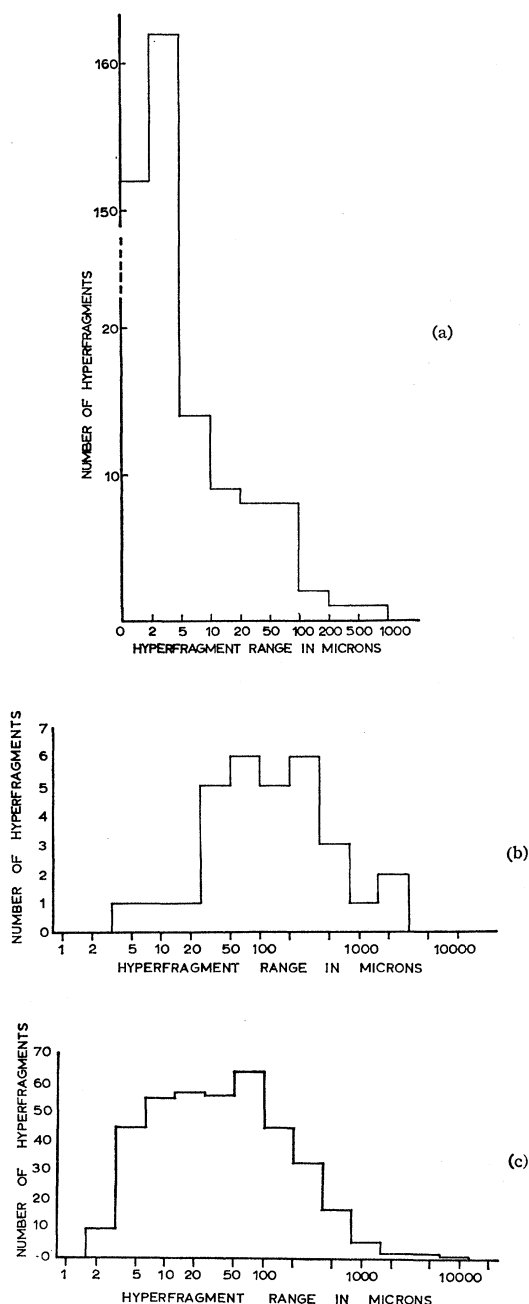 160
150
20
10
NUMBER OF HYPERFRAGMENTS
0 2 5 10 20 50 100 200 500 1000
HYPERFRAGMENT RANGE IN MICRONS
(a)
7
6
5
4
3
2
1
0
NUMBER OF HYPERFRAGMENTS
1 2 5 10 20 50 100 1000 10000
HYPERFRAGMENT RANGE IN MICRONS
(b)
70
60
50
40
30
20
10
-0
NUMBER OF HYPERFRAGMENTS
1 2 5 10 20 50 100 1000 10000
HYPERFRAGMENT RANGE IN MICRONS
(c)